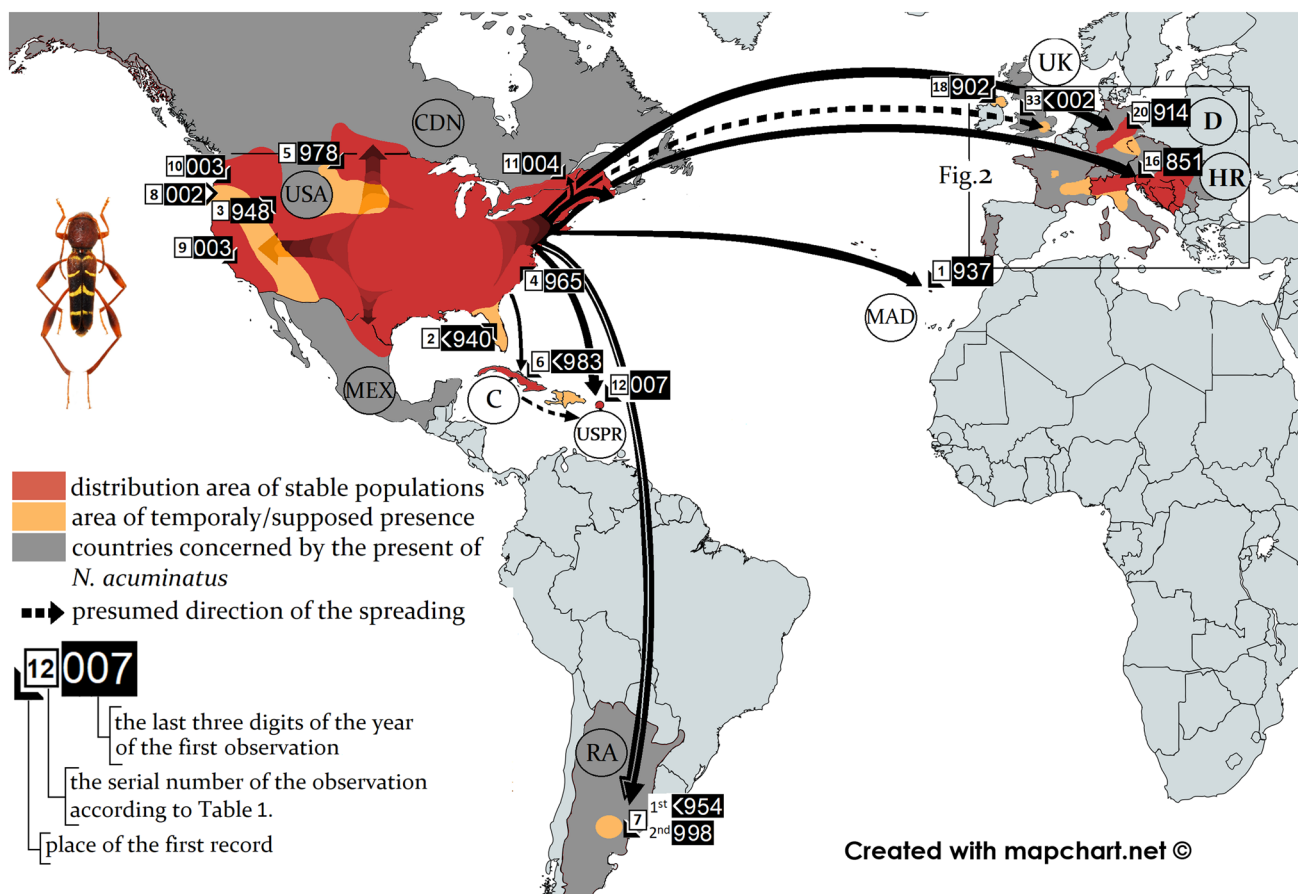 UK
18 902
33 <002
20 914
D
CDN
10 003
5 978
11 004
16 851
USA
Fig.2
HR
8 002
3 948
9 003
1 937
4 965
MAD
2 <940
6 <983
12 007
MEX
C
USPR
distribution area of stable populations
area of temporaly/supposed presence
countries concerned by the present of
N. acuminatus
presumed direction of the spreading
12 007
the last three digits of the year
of the first observation
RA
the serial number of the observation
according to Table 1.
7
1st <954
2nd 998
place of the first record
Created with mapchart.net ©